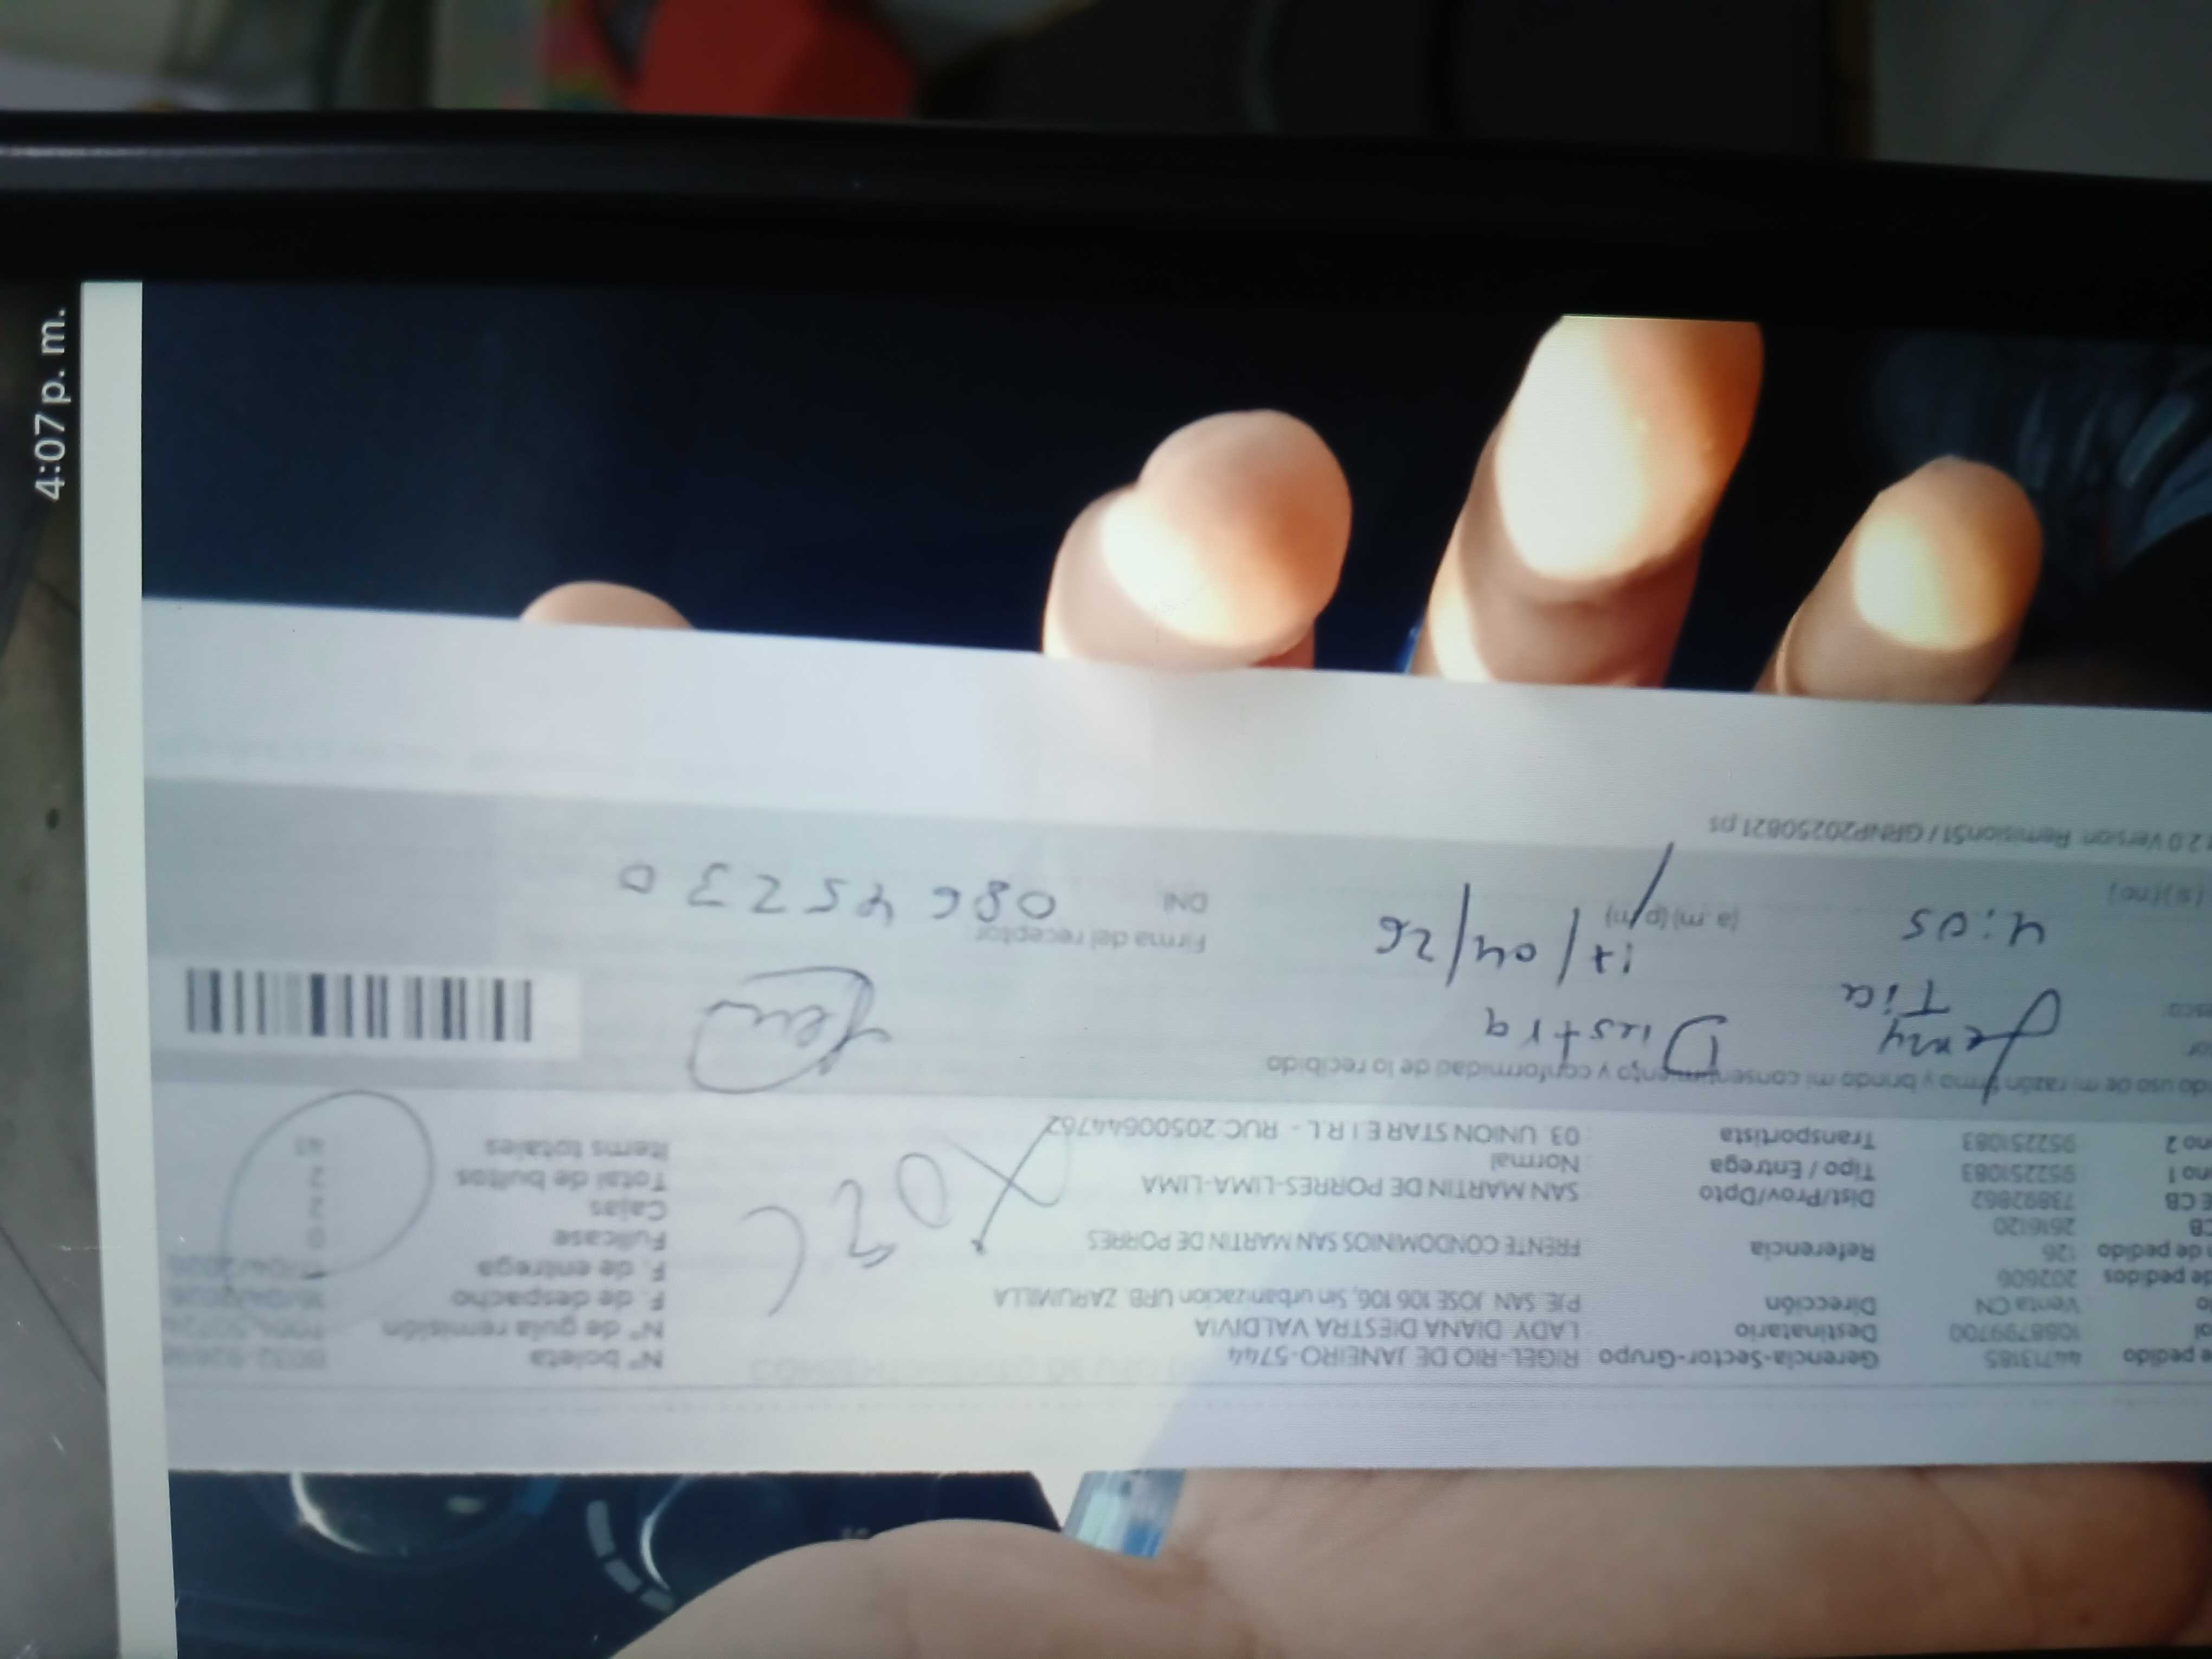 4:07 p. m.
pedido 44713185 Gerencia-Sector-Grupo RIGEL-RIO DE JANEIRO-5744 N° boleta
1088799700 Destinatario LADY DIANA DIESTRA VALDIVIA N° de guía remisión
Venta CN Dirección PJE. SAN JOSE 106 106, Sin urbanizacion URB. ZARUMILLA F. de despacho
de pedidos 202606 F. de entrega
de pedido 126 Referencia FRENTE CONDOMINIOS SAN MARTIN DE PORRES Fullcase 0
CB 2616120 Cajas 2
CB 73892862 Dist/Prov/Dpto SAN MARTIN DE PORRES-LIMA-LIMA Total de bultos 2
no 1 952251083 Tipo / Entrega Normal Items totales
no 2 952251083 Transportista 03. UNION STAR E I R L - RUC 20500644762
do uso de mi razón firmo y brindo mi consentimiento y conformidad de lo recibido
Jeny Diestra
Tia
4:05 (a. m) (p/m) 17/04/26 Firma del receptor
(s) (no) DNI
2.0 Version: Remision51 / GRNP20250821 ps